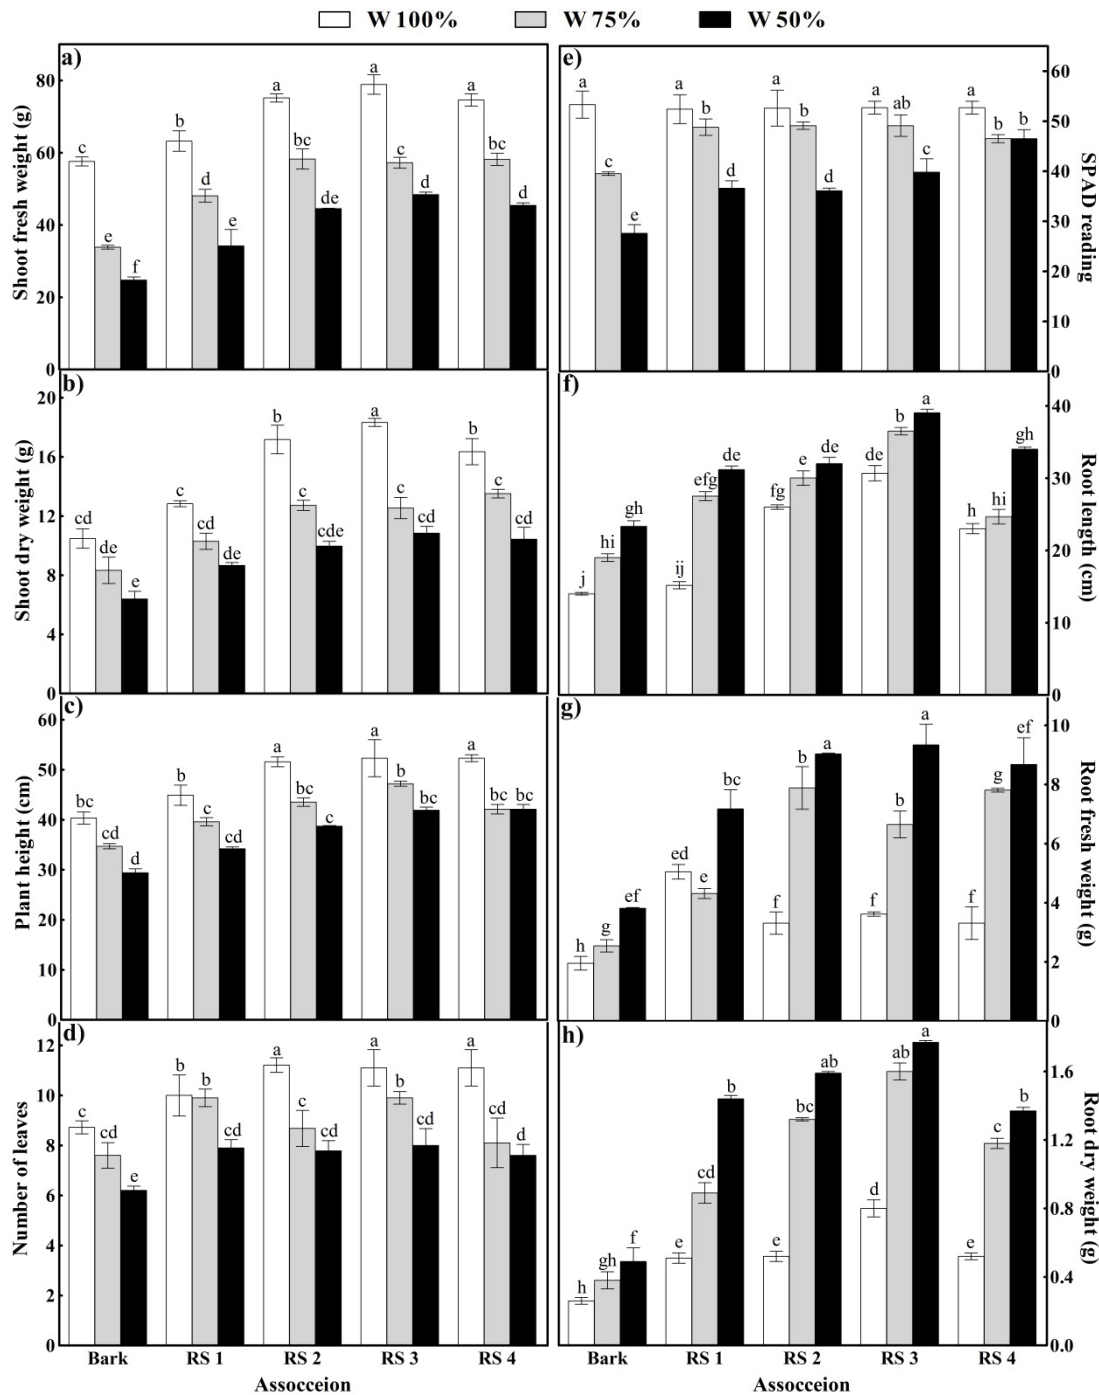 W 100% W 75% W 50%
a)
Shoot fresh weight (g)
80
60
40
20
0
c e f
b d e
a bc de
a c d
a bc d
e)
SPAD reading
60
50
40
30
20
10
0
a c e
a b d
a b d
a ab c
a b b
b)
Shoot dry weight (g)
20
16
12
8
4
0
cd de e
c cd de
b c cde
a c cd
b c cd
f)
Root length (cm)
40
30
20
10
0
j hi gh
ij efg de
fg e de
de b a
h hi gh
c)
Plant height (cm)
60
50
40
30
20
10
0
bc cd d
b c cd
a bc c
a b bc
a bc bc
g)
Root fresh weight (g)
10
8
6
4
2
0
h g ef
ed e bc
f b a
f b a
f g ef
d)
Number of leaves
12
10
8
6
4
2
0
c cd e
b b cd
a c cd
a b cd
a cd d
h)
Root dry weight (g)
1.6
1.2
0.8
0.4
0.0
h gh f
e cd b
e bc ab
d ab a
e c b
Bark RS 1 RS 2 RS 3 RS 4
Assocceion
Bark RS 1 RS 2 RS 3 RS 4
Assocceion